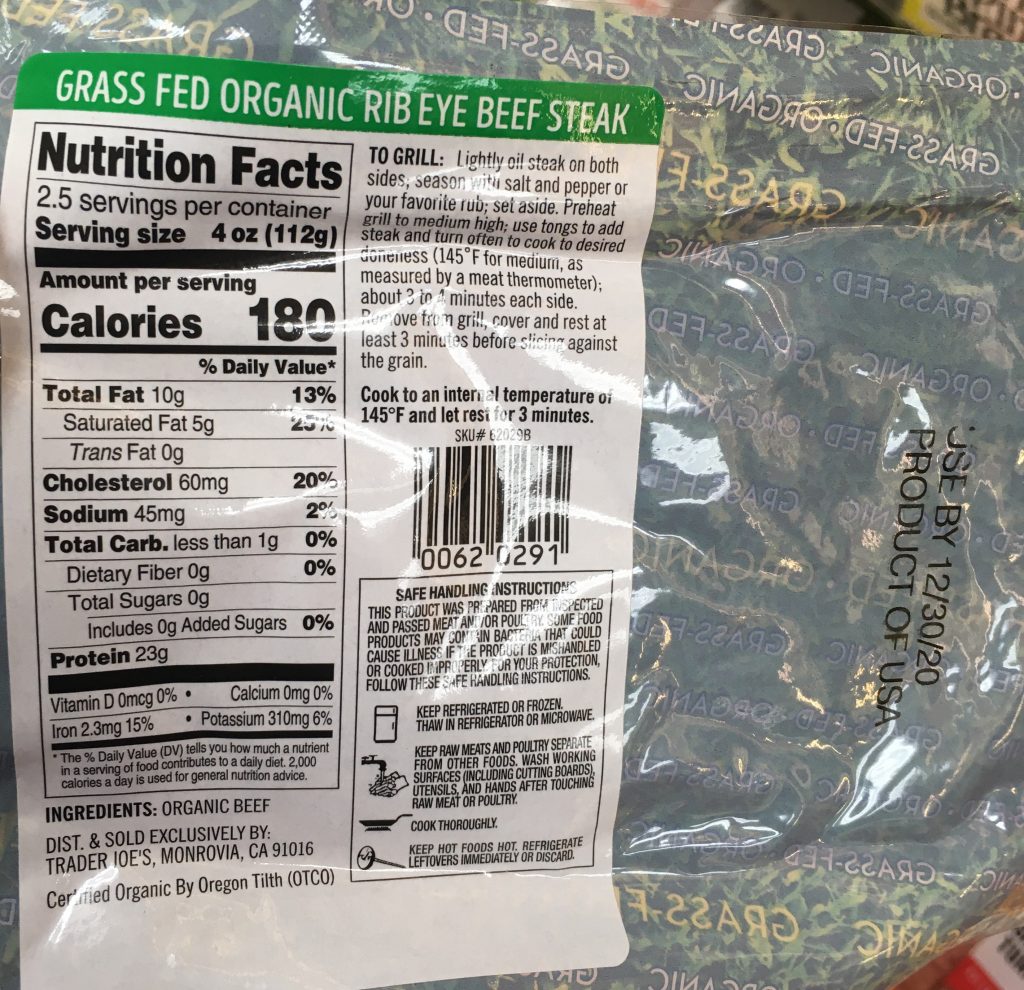 GRASS FED ORGANIC RIB EYE BEEF STEAK
Nutrition Facts
2.5 servings per container
Serving size 4 oz (112g)
Amount per serving
Calories 180
% Daily Value*
Total Fat 10g 13%
Saturated Fat 5g 25%
Trans Fat 0g
Cholesterol 60mg 20%
Sodium 45mg 2%
Total Carb. less than 1g 0%
Dietary Fiber 0g 0%
Total Sugars 0g
Includes 0g Added Sugars 0%
Protein 23g
Vitamin D 0mcg 0% • Calcium 0mg 0%
Iron 2.3mg 15% • Potassium 310mg 6%
* The % Daily Value (DV) tells you how much a nutrient
in a serving of food contributes to a daily diet. 2,000
calories a day is used for general nutrition advice.
INGREDIENTS: ORGANIC BEEF
DIST. & SOLD EXCLUSIVELY BY:
TRADER JOE'S, MONROVIA, CA 91016
Certified Organic By Oregon Tilth (OTCO)
TO GRILL: Lightly oil steak on both
sides, season with salt and pepper or
your favorite rub; set aside. Preheat
grill to medium high; use tongs to add
steak and turn often to cook to desired
doneness (145°F for medium, as
measured by a meat thermometer);
about 3 to 4 minutes each side.
Remove from grill, cover and rest at
least 3 minutes before slicing against
the grain.
Cook to an internal temperature of
145°F and let rest for 3 minutes.
SKU# 62029B
0062 0291
SAFE HANDLING INSTRUCTIONS
THIS PRODUCT WAS PREPARED FROM INSPECTED
AND PASSED MEAT AND/OR POULTRY. SOME FOOD
PRODUCTS MAY CONTAIN BACTERIA THAT COULD
CAUSE ILLNESS IF THE PRODUCT IS MISHANDLED
OR COOKED IMPROPERLY. FOR YOUR PROTECTION,
FOLLOW THESE SAFE HANDLING INSTRUCTIONS.
KEEP REFRIGERATED OR FROZEN.
THAW IN REFRIGERATOR OR MICROWAVE.
KEEP RAW MEATS AND POULTRY SEPARATE
FROM OTHER FOODS. WASH WORKING
SURFACES (INCLUDING CUTTING BOARDS),
UTENSILS, AND HANDS AFTER TOUCHING
RAW MEAT OR POULTRY.
COOK THOROUGHLY.
KEEP HOT FOODS HOT. REFRIGERATE
LEFTOVERS IMMEDIATELY OR DISCARD.
USE BY 12/30/20
PRODUCT OF USA